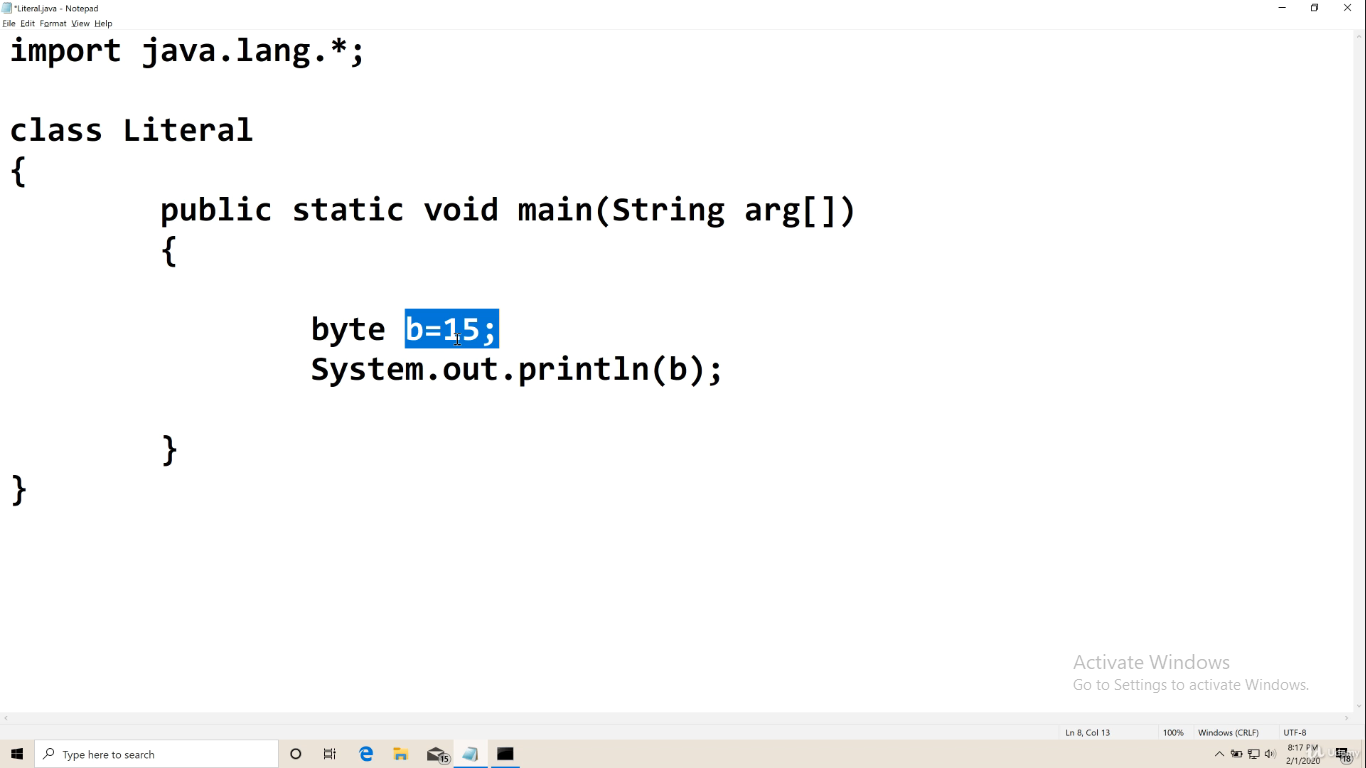 *Literal.java - Notepad
File Edit Format View Help
import java.lang.*;
class Literal
{
public static void main(String arg[])
{
byte b=15;
System.out.println(b);
}
}
Activate Windows
Go to Settings to activate Windows.
Ln 8, Col 13 100% Windows (CRLF) UTF-8
Type here to search
15
8:17 PM
2/1/2020
18